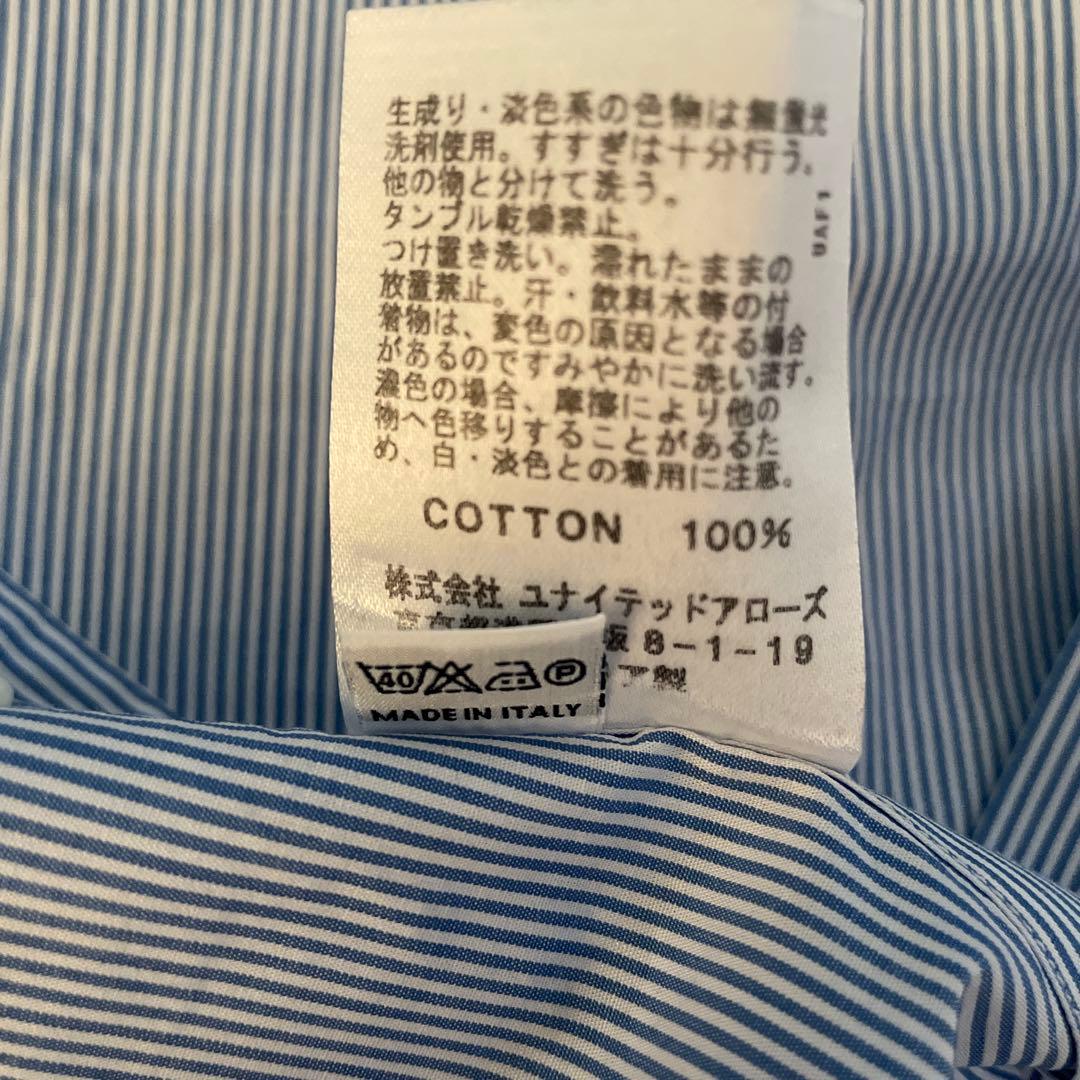 生成り・淡色系の色物は無蛍光
洗剤使用。すすぎは十分行う。
他の物と分けて洗う。
タンブル乾燥禁止。
つけ置き洗い。濡れたままの
放置禁止。汗・飲料水等の付
着物は、変色の原因となる場合
があるのですみやかに洗い流す。
濃色の場合、摩擦により他の
物へ色移りすることがあるた
め、白・淡色との着用に注意。
UAF1
COTTON 100%
株式会社 ユナイテッドアローズ
8-1-19
ア製
40 P
MADE IN ITALY